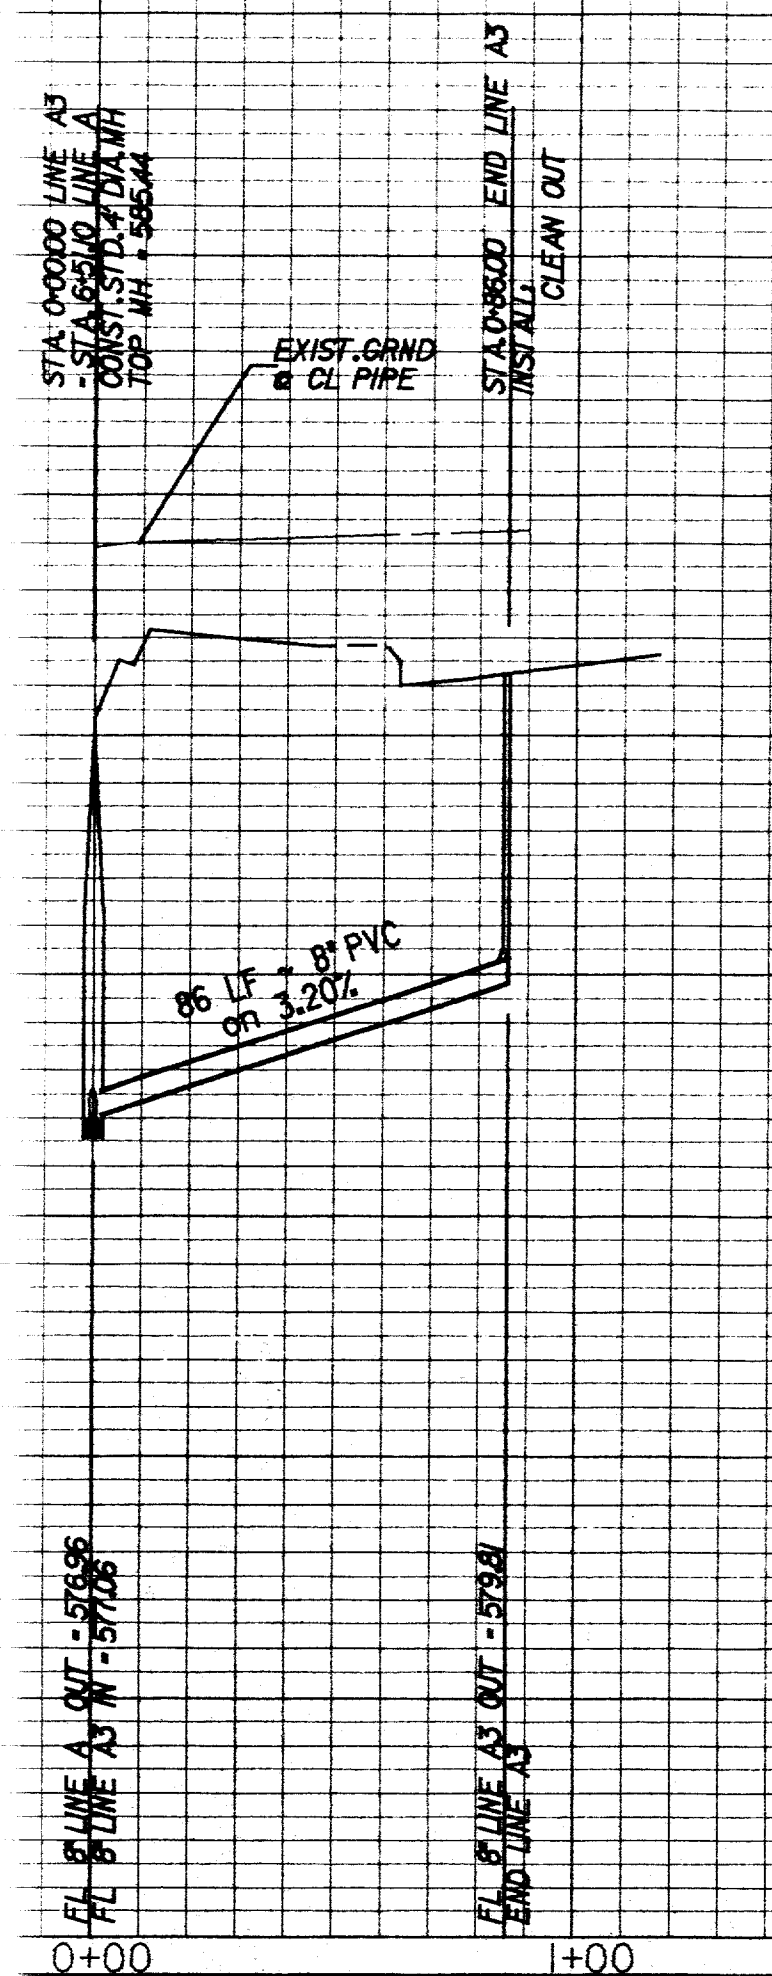 STA. 0+00.00 LINE A3
= STA. 6+51.10 LINE A
CONST. STD. 4' DIA. MH
TOP MH = 585.44
STA. 0+86.00 END LINE A3
INSTALL:
CLEAN OUT
EXIST. GRND
@ CL PIPE
86 LF ~ 8" PVC
on 3.20%
FL 8" LINE A OUT = 576.96
FL 8" LINE A3 IN = 577.06
FL 8" LINE A3 OUT = 579.81
END LINE A3
0+00
1+00